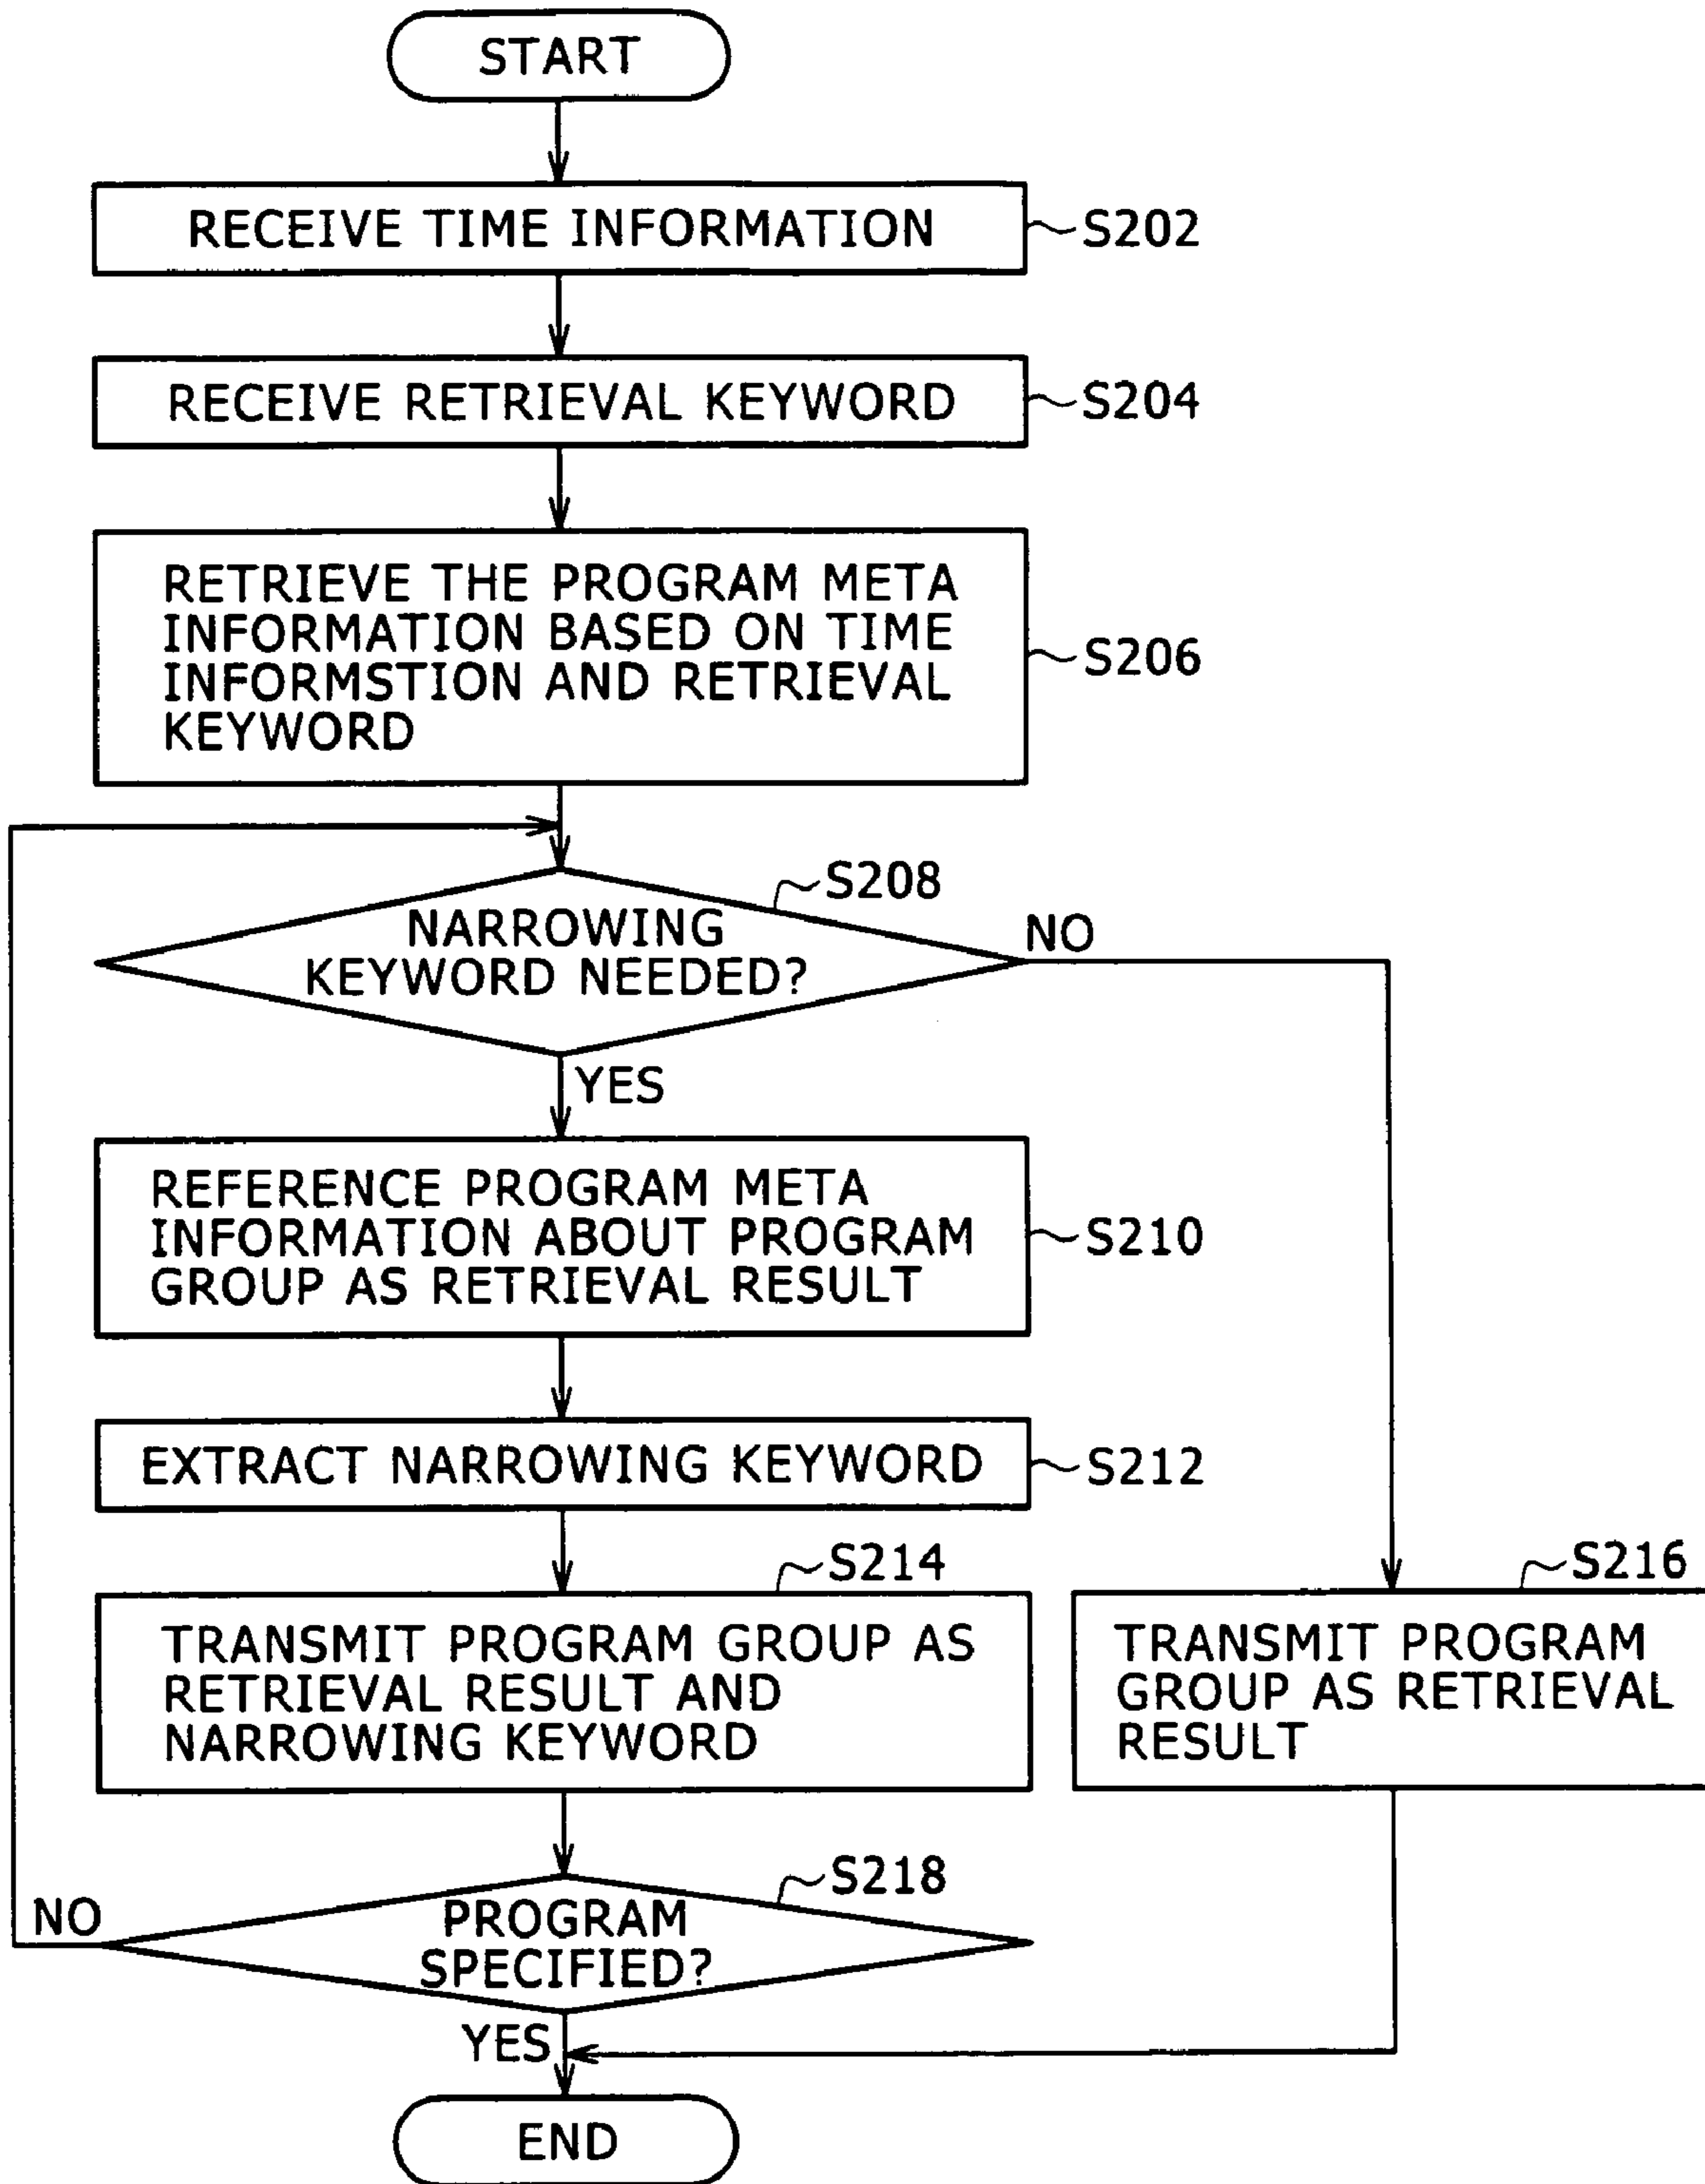 START
RECEIVE TIME INFORMATION
S202
RECEIVE RETRIEVAL KEYWORD
S204
RETRIEVE THE PROGRAM META
INFORMATION BASED ON TIME
INFORMSTION AND RETRIEVAL
KEYWORD
S206
S208
NARROWING
KEYWORD NEEDED?
NO
YES
REFERENCE PROGRAM META
INFORMATION ABOUT PROGRAM
GROUP AS RETRIEVAL RESULT
S210
EXTRACT NARROWING KEYWORD
S212
S214
TRANSMIT PROGRAM GROUP AS
RETRIEVAL RESULT AND
NARROWING KEYWORD
S216
TRANSMIT PROGRAM
GROUP AS RETRIEVAL
RESULT
S218
PROGRAM
SPECIFIED?
NO
YES
END